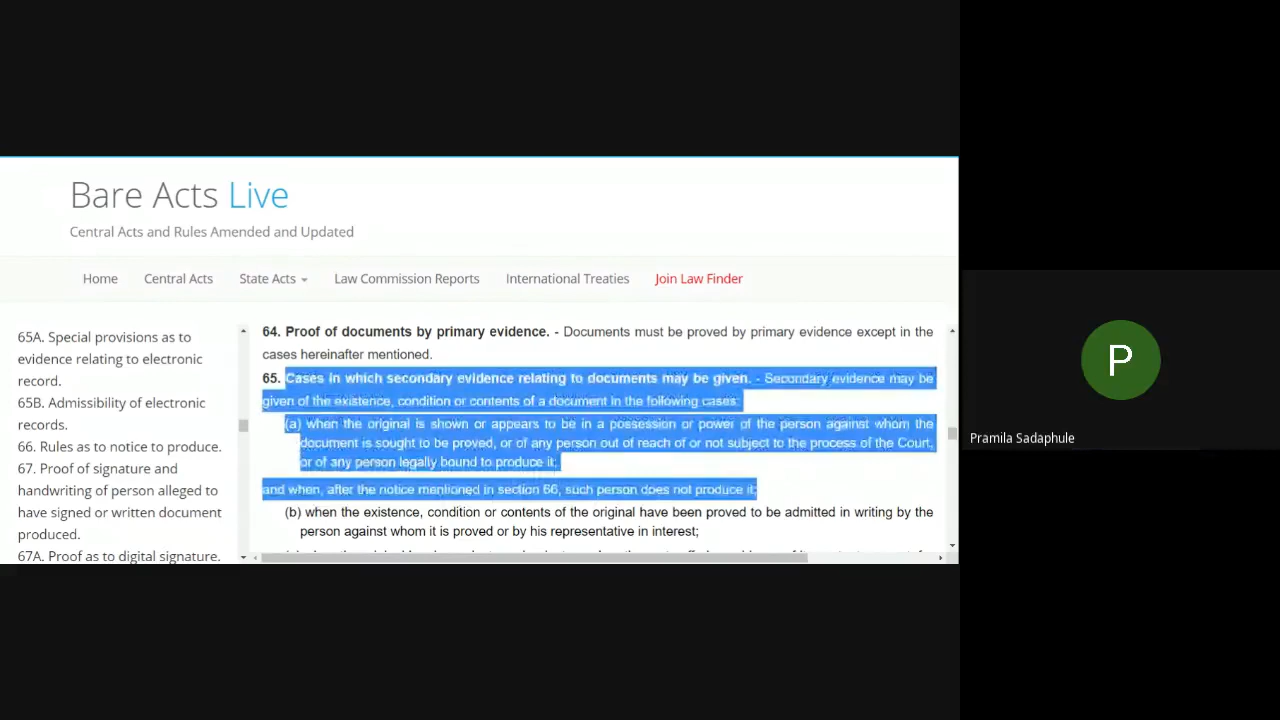 Bare Acts Live
Central Acts and Rules Amended and Updated
Home Central Acts State Acts Law Commission Reports International Treaties Join Law Finder
65A. Special provisions as to
evidence relating to electronic
record.
65B. Admissibility of electronic
records.
66. Rules as to notice to produce.
67. Proof of signature and
handwriting of person alleged to
have signed or written document
produced.
67A. Proof as to digital signature.
64. Proof of documents by primary evidence. - Documents must be proved by primary evidence except in the
cases hereinafter mentioned.
65. Cases in which secondary evidence relating to documents may be given. - Secondary evidence may be
given of the existence, condition or contents of a document in the following cases:
(a) when the original is shown or appears to be in a possession or power of the person against whom the
document is sought to be proved, or of any person out of reach of or not subject to the process of the Court,
or of any person legally bound to produce it;
and when, after the notice mentioned in section 66, such person does not produce it;
(b) when the existence, condition or contents of the original have been proved to be admitted in writing by the
person against whom it is proved or by his representative in interest;
P
Pramila Sadaphule